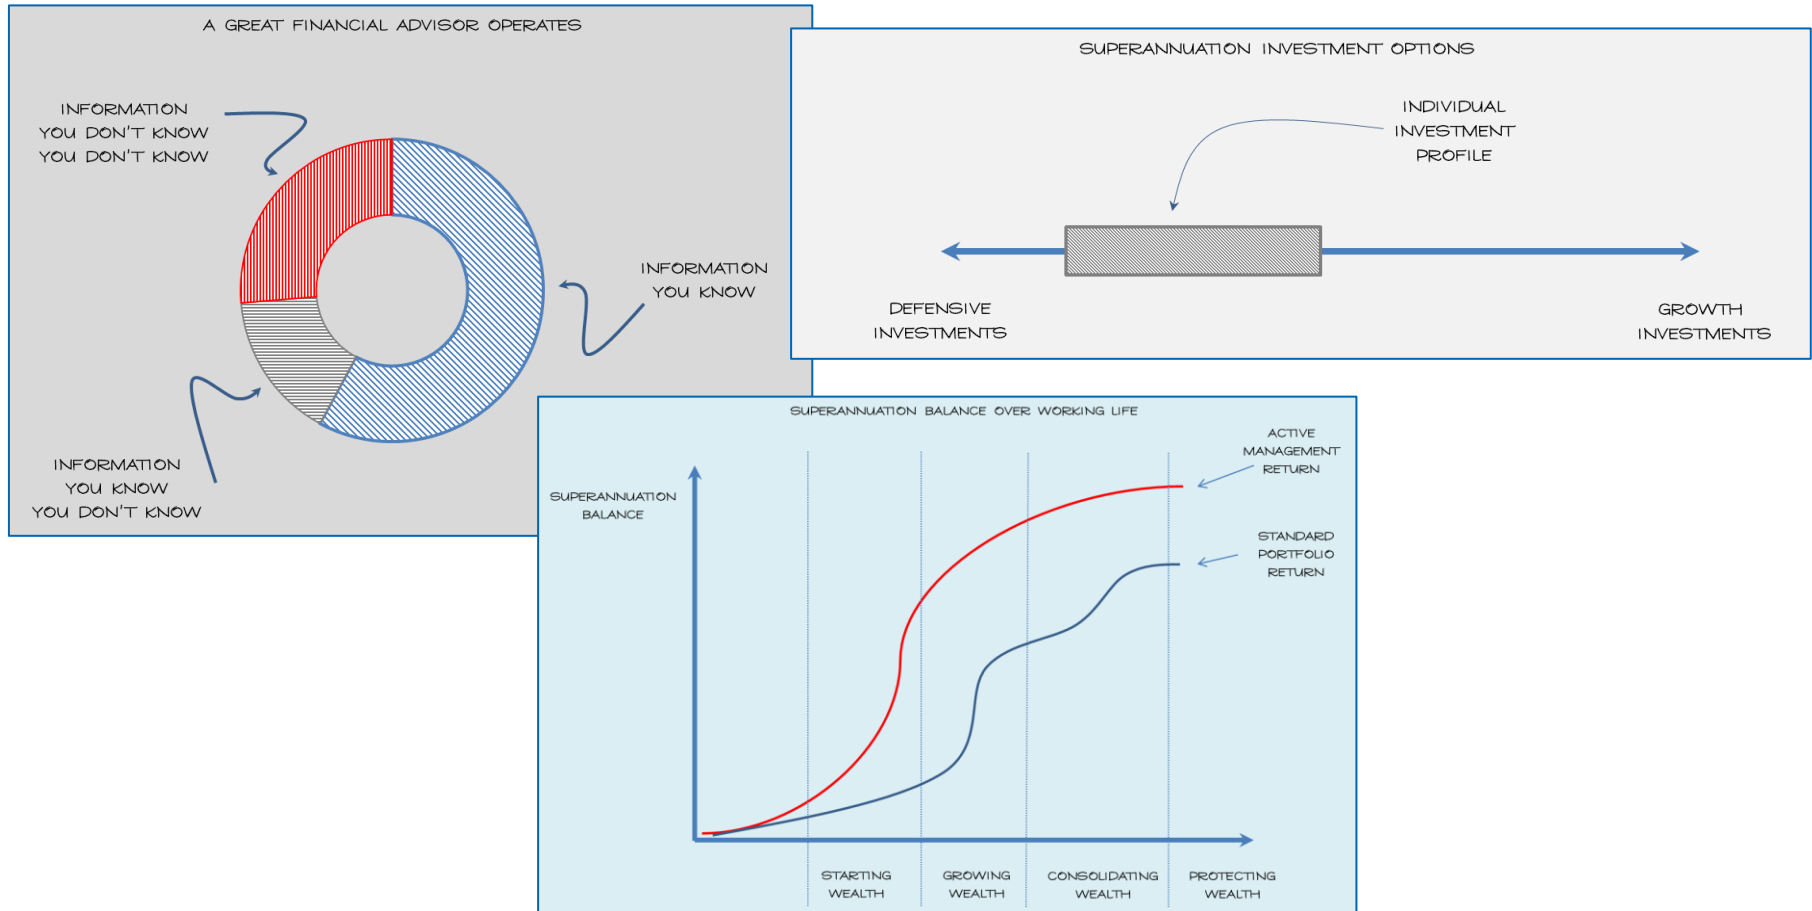 A GREAT FINANCIAL ADVISOR OPERATES
INFORMATION
YOU DON'T KNOW
YOU DON'T KNOW
INFORMATION
YOU KNOW
INFORMATION
YOU KNOW
YOU DON'T KNOW
SUPERANNUATION INVESTMENT OPTIONS
INDIVIDUAL
INVESTMENT
PROFILE
DEFENSIVE
INVESTMENTS
GROWTH
INVESTMENTS
SUPERANNUATION BALANCE OVER WORKING LIFE
ACTIVE
MANAGEMENT
RETURN
SUPERANNUATION
BALANCE
STANDARD
PORTFOLIO
RETURN
STARTING
WEALTH
GROWING
WEALTH
CONSOLIDATING
WEALTH
PROTECTING
WEALTH